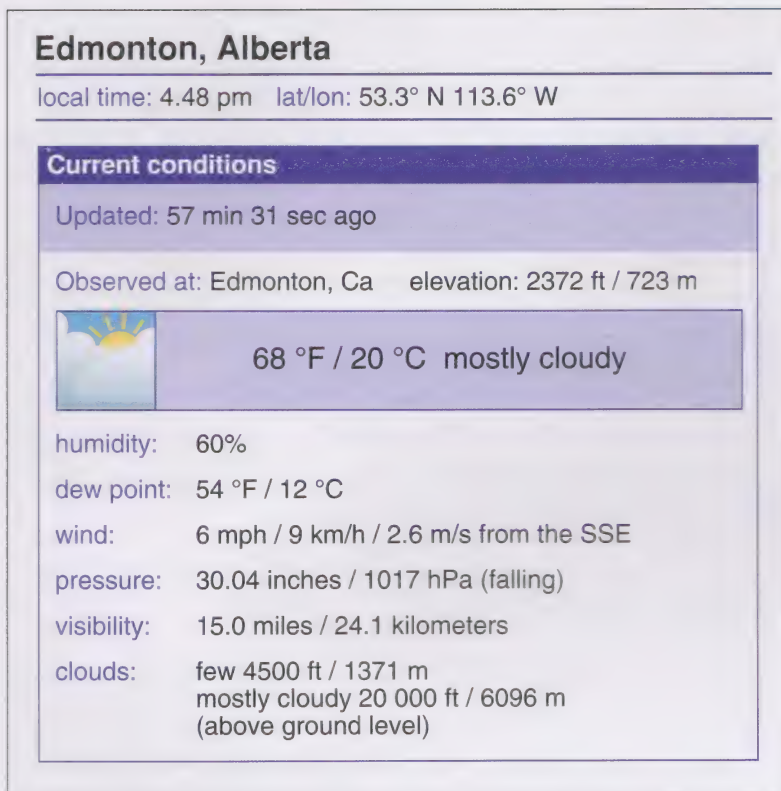 Edmonton, Alberta
local time: 4.48 pm lat/lon: 53.3° N 113.6° W
Current conditions
Updated: 57 min 31 sec ago
Observed at: Edmonton, Ca elevation: 2372 ft / 723 m
68 °F / 20 °C mostly cloudy
humidity: 60%
dew point: 54 °F / 12 °C
wind: 6 mph / 9 km/h / 2.6 m/s from the SSE
pressure: 30.04 inches / 1017 hPa (falling)
visibility: 15.0 miles / 24.1 kilometers
clouds: few 4500 ft / 1371 m
mostly cloudy 20 000 ft / 6096 m
(above ground level)